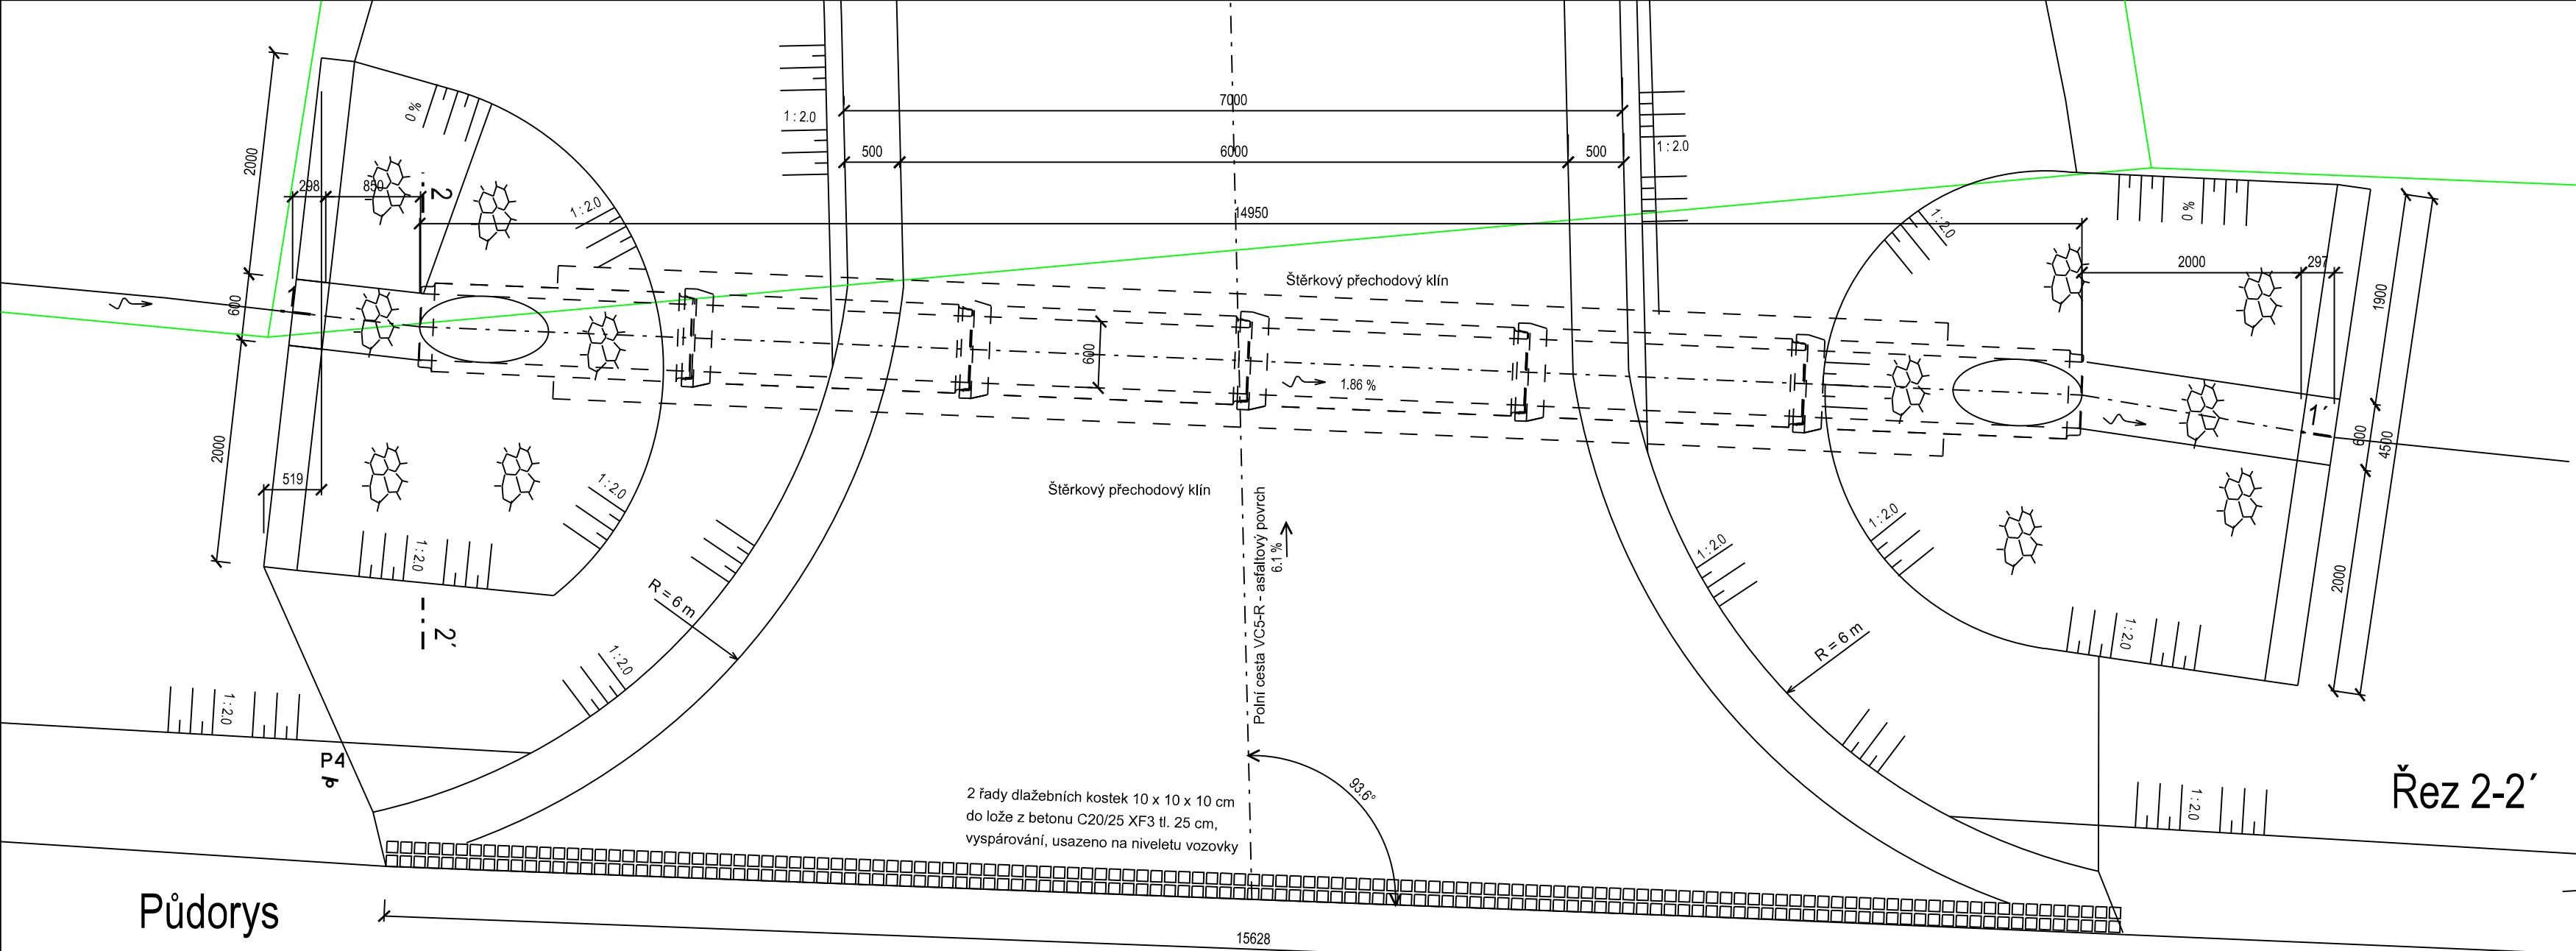 7000
500
6000
500
1 : 2.0
1 : 2.0
% 0
2000
298
850
2
1 : 2.0
14950
1 : 2.0
% 0
2000
297
1900
600
1
Štěrkový přechodový klín
600
1.86 %
1´
600
4500
2000
519
Štěrkový přechodový klín
Polní cesta VC5-R - asfaltový povrch
6.1 %
1 : 2.0
1 : 2.0
1 : 2.0
1 : 2.0
2000
R = 6 m
2´
1 : 2.0
1 : 2.0
R = 6 m
1 : 2.0
P4
93.6°
2 řady dlažebních kostek 10 x 10 x 10 cm
do lože z betonu C20/25 XF3 tl. 25 cm,
vyspárování, usazeno na niveletu vozovky
1 : 2.0
Řez 2-2´
Půdorys
15628